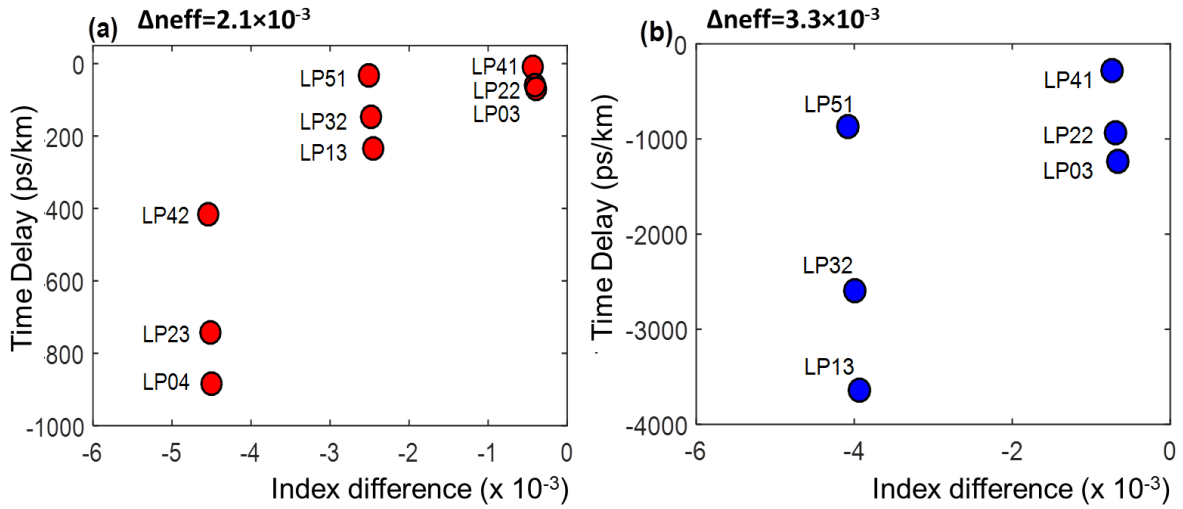 (a) Δneff=2.1×10⁻³
0
-200
-400
-600
-800
-1000
Time Delay (ps/km)
LP51
LP32
LP13
LP41
LP22
LP03
LP42
LP23
LP04
-6 -5 -4 -3 -2 -1 0
Index difference (x 10⁻³)
(b) Δneff=3.3×10⁻³
0
-1000
-2000
-3000
-4000
Time Delay (ps/km)
LP41
LP51
LP22
LP03
LP32
LP13
-6 -4 -2 0
Index difference (x 10⁻³)